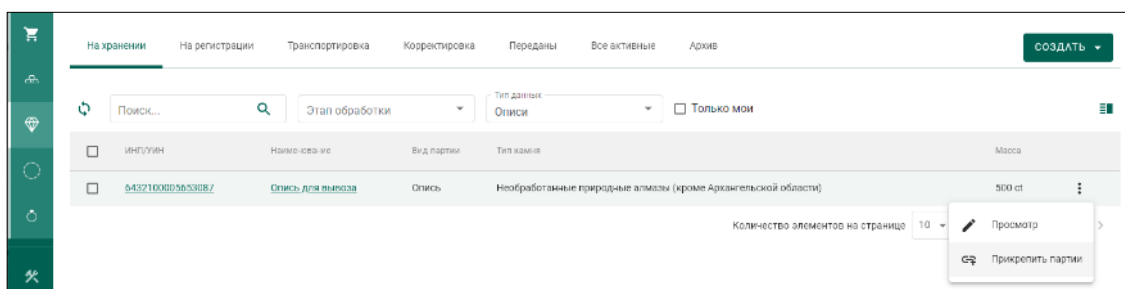 На хранении На регистрации Транспортировка Корректировка Переданы Все активные Архив СОЗДАТЬ
Тип данных
Поиск... Этап обработки Описи Только мои
ИНП/УИН Наименование Вид партии Тип камня Масса
6432100005653087 Опись для вывоза Опись Необработанные природные алмазы (кроме Архангельской области) 500 ct
Количество элементов на странице 10 Просмотр
Прикрепить партии